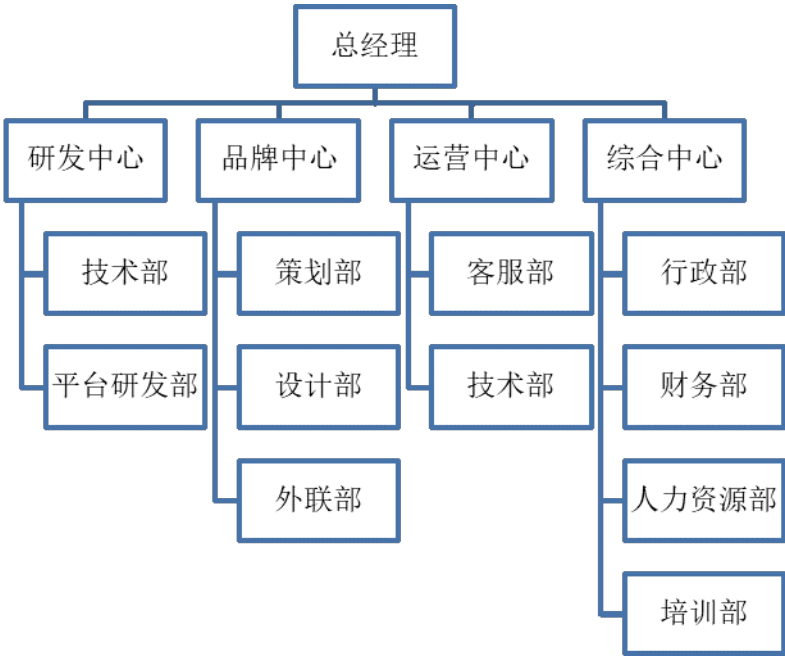 总经理
研发中心
品牌中心
运营中心
综合中心
技术部
策划部
客服部
行政部
平台研发部
设计部
技术部
财务部
外联部
人力资源部
培训部